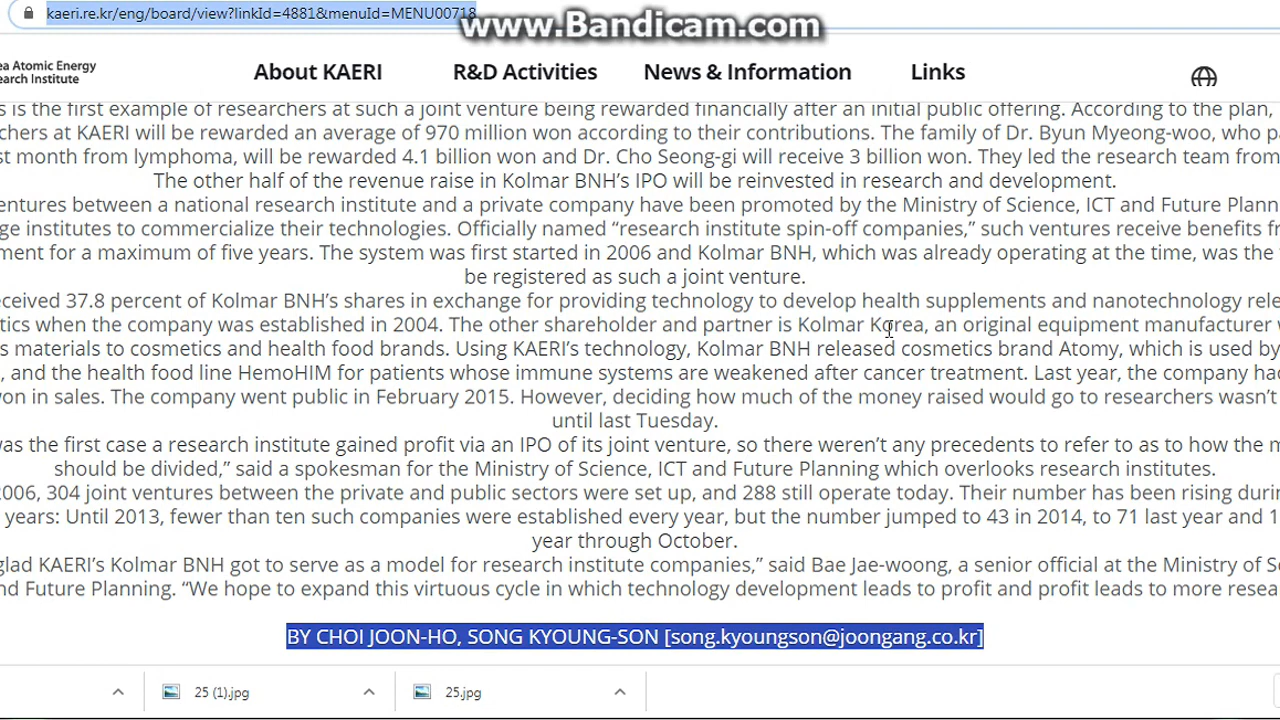 kaeri.re.kr/eng/board/view?linkId=4881&menuId=MENU00718
www.Bandicam.com
ea Atomic Energy
earch Institute
About KAERI
R&D Activities
News & Information
Links
s is the first example of researchers at such a joint venture being rewarded financially after an initial public offering. According to the plan,
chers at KAERI will be rewarded an average of 970 million won according to their contributions. The family of Dr. Byun Myeong-woo, who pa
st month from lymphoma, will be rewarded 4.1 billion won and Dr. Cho Seong-gi will receive 3 billion won. They led the research team from
The other half of the revenue raise in Kolmar BNH’s IPO will be reinvested in research and development.
entures between a national research institute and a private company have been promoted by the Ministry of Science, ICT and Future Plann
ge institutes to commercialize their technologies. Officially named “research institute spin-off companies,” such ventures receive benefits fr
ment for a maximum of five years. The system was first started in 2006 and Kolmar BNH, which was already operating at the time, was the
be registered as such a joint venture.
eceived 37.8 percent of Kolmar BNH’s shares in exchange for providing technology to develop health supplements and nanotechnology rele
tics when the company was established in 2004. The other shareholder and partner is Kolmar Korea, an original equipment manufacturer
s materials to cosmetics and health food brands. Using KAERI’s technology, Kolmar BNH released cosmetics brand Atomy, which is used by
, and the health food line HemoHIM for patients whose immune systems are weakened after cancer treatment. Last year, the company had
won in sales. The company went public in February 2015. However, deciding how much of the money raised would go to researchers wasn’t
until last Tuesday.
was the first case a research institute gained profit via an IPO of its joint venture, so there weren’t any precedents to refer to as to how the m
should be divided,” said a spokesman for the Ministry of Science, ICT and Future Planning which overlooks research institutes.
2006, 304 joint ventures between the private and public sectors were set up, and 288 still operate today. Their number has been rising durin
years: Until 2013, fewer than ten such companies were established every year, but the number jumped to 43 in 2014, to 71 last year and 1
year through October.
glad KAERI’s Kolmar BNH got to serve as a model for research institute companies,” said Bae Jae-woong, a senior official at the Ministry of Sc
nd Future Planning. “We hope to expand this virtuous cycle in which technology development leads to profit and profit leads to more resea
BY CHOI JOON-HO, SONG KYOUNG-SON [song.kyoungson@joongang.co.kr]
25 (1).jpg
25.jpg